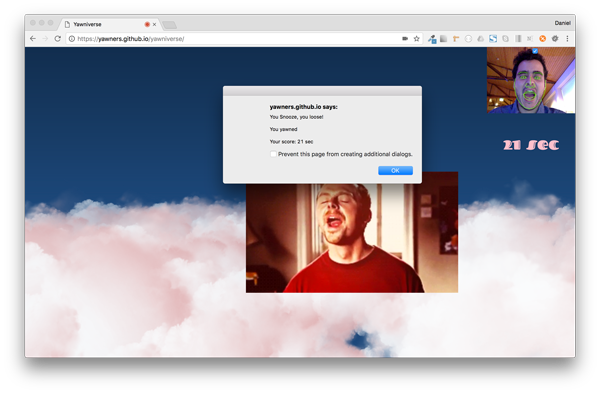 Yawniverse
Daniel
https://yawners.github.io/yawniverse/
yawners.github.io says:
You Snooze, you loose!
You yawned
Your score: 21 sec
Prevent this page from creating additional dialogs.
OK
21 sec